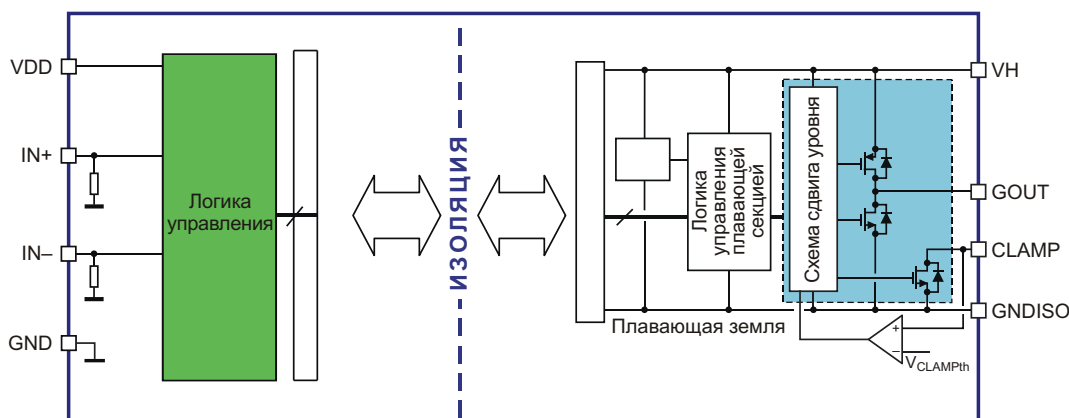 VDD
IN+
IN–
GND
Логика
управления
ИЗОЛЯЦИЯ
Логика
управления
плавающей
секцией
Схема сдвига уровня
Плавающая земля
+
–
VCLAMPth
VH
GOUT
CLAMP
GNDISO